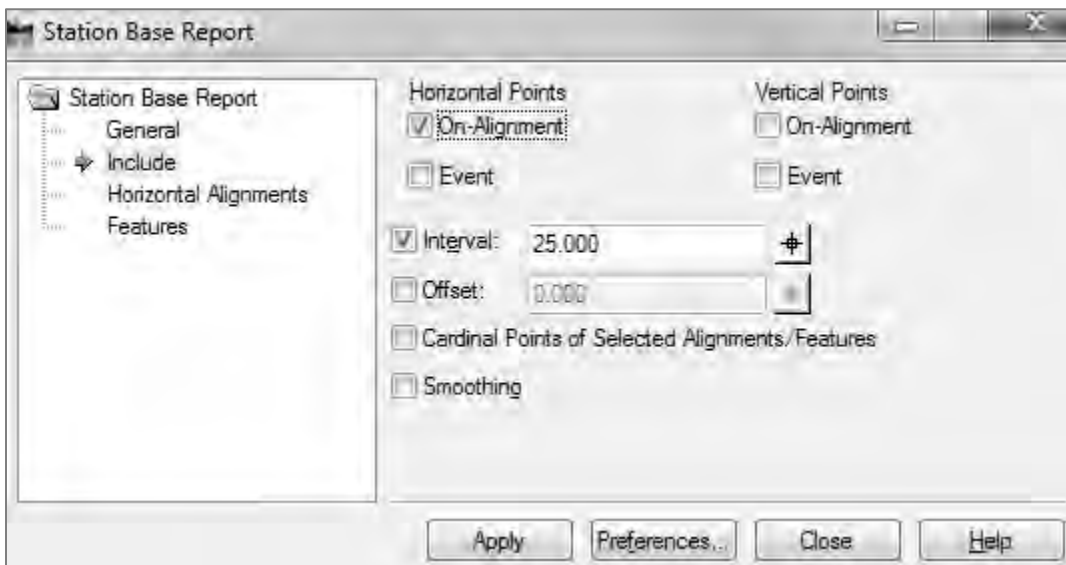 Station Base Report
Station Base Report
General
Include
Horizontal Alignments
Features
Horizontal Points
On-Alignment
Event
Vertical Points
On-Alignment
Event
Interval: 25.000
Offset: 0.000
Cardinal Points of Selected Alignments/Features
Smoothing
Apply Preferences... Close Help